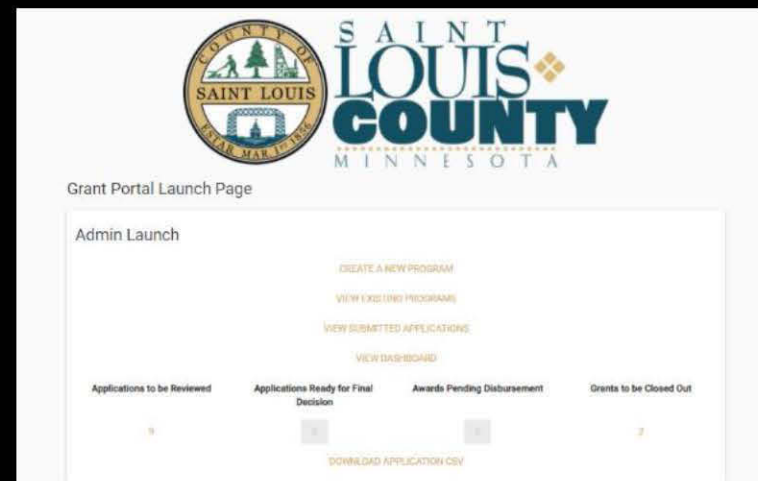 COUNTY OF
SAINT LOUIS
ESTAB. MAR. 1ST 1856
SAINT
LOUIS
COUNTY
MINNESOTA
Grant Portal Launch Page
Admin Launch
CREATE A NEW PROGRAM
VIEW EXISTING PROGRAMS
VIEW SUBMITTED APPLICATIONS
VIEW DASHBOARD
Applications to be Reviewed
Applications Ready for Final
Decision
Awards Pending Disbursement
Grants to be Closed Out
9
2
DOWNLOAD APPLICATION CSV